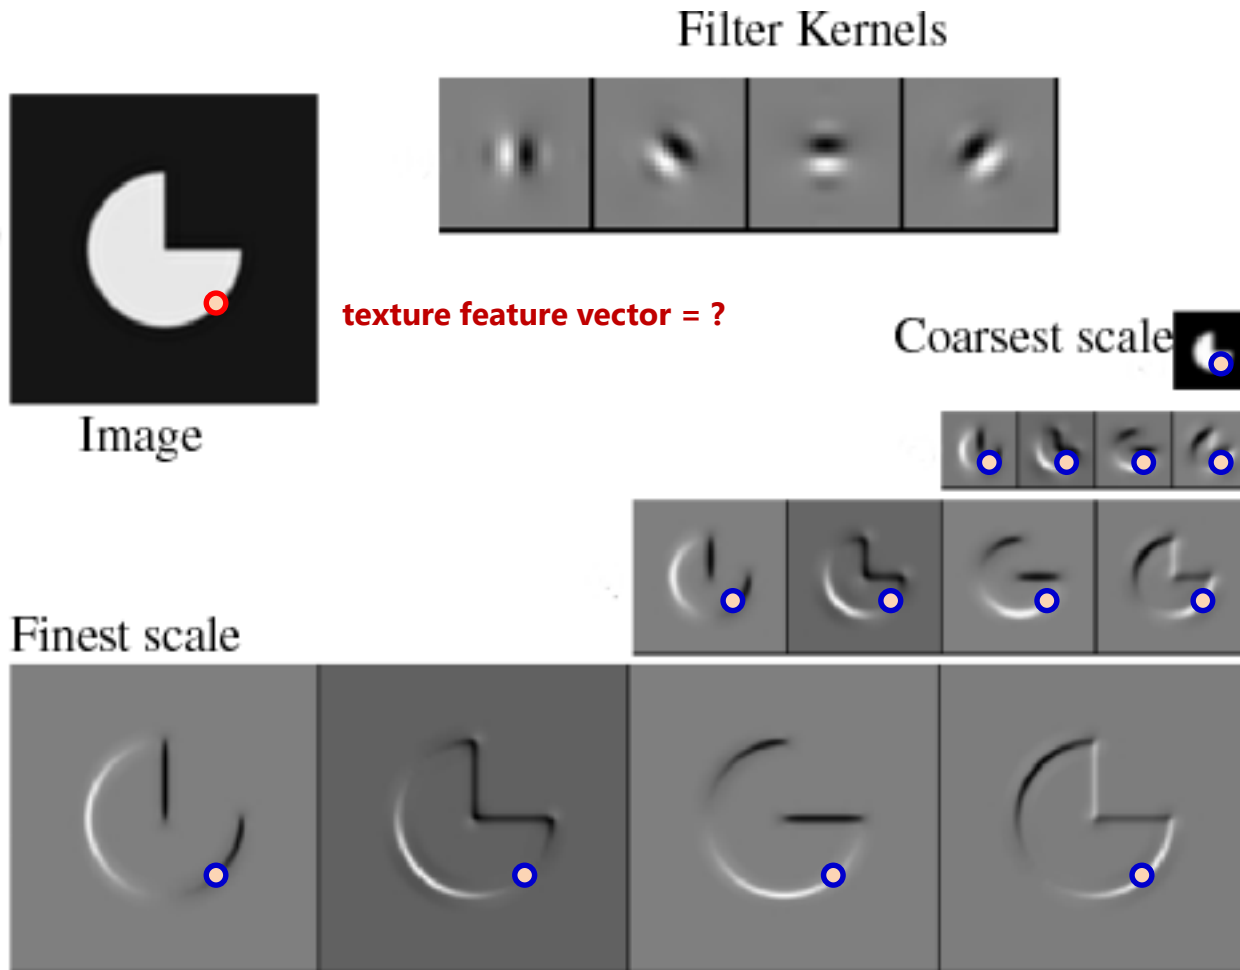 Filter Kernels
texture feature vector = ?
Coarsest scale
Image
Finest scale